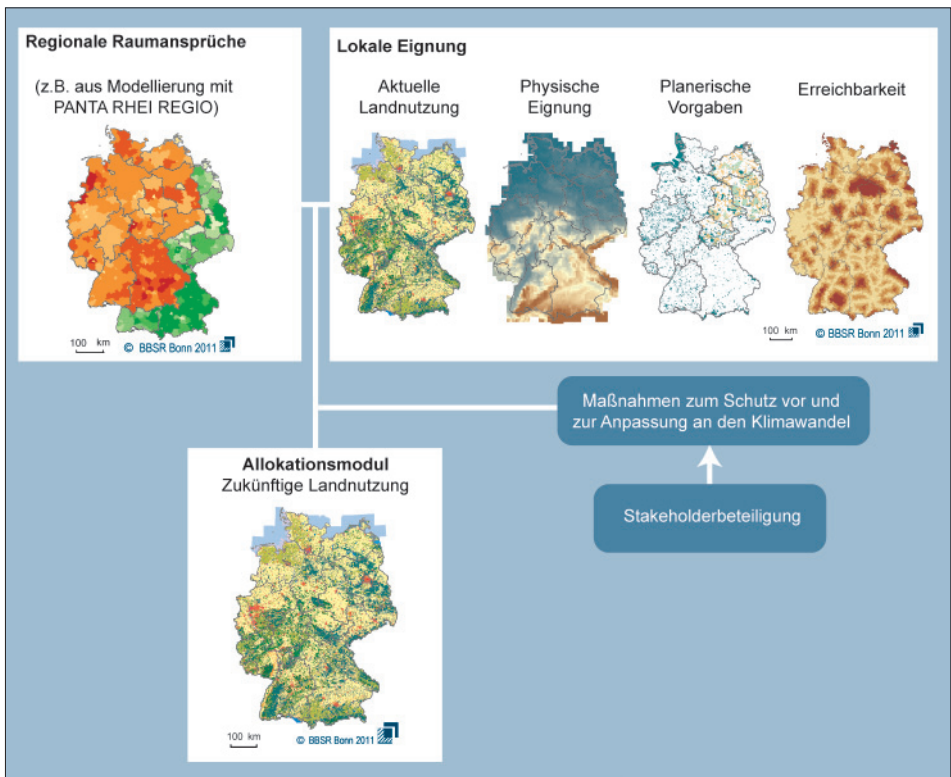 Regionale Raumansprüche
(z.B. aus Modellierung mit
PANTA RHEI REGIO)
100 km
© BBSR Bonn 2011
Lokale Eignung
Aktuelle
Landnutzung
Physische
Eignung
Planerische
Vorgaben
Erreichbarkeit
100 km
© BBSR Bonn 2011
Maßnahmen zum Schutz vor und
zur Anpassung an den Klimawandel
Stakeholderbeteiligung
Allokationsmodul
Zukünftige Landnutzung
100 km
© BBSR Bonn 2011